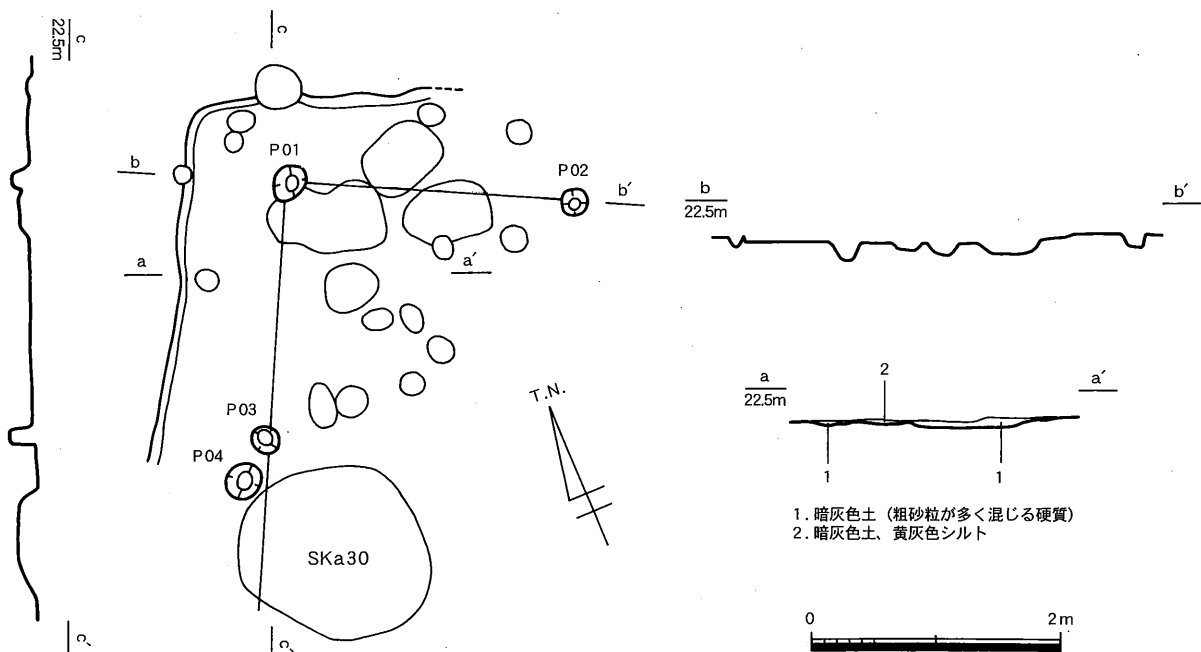 c
22.5m
c
P01
b
P02
b′
a
a′
P03
P04
SKa30
T.N.
c′
c′
b
22.5m
b′
2
a
22.5m
a′
1
1
1. 暗灰色土（粗砂粒が多く混じる硬質）
2. 暗灰色土、黄灰色シルト
0
2m